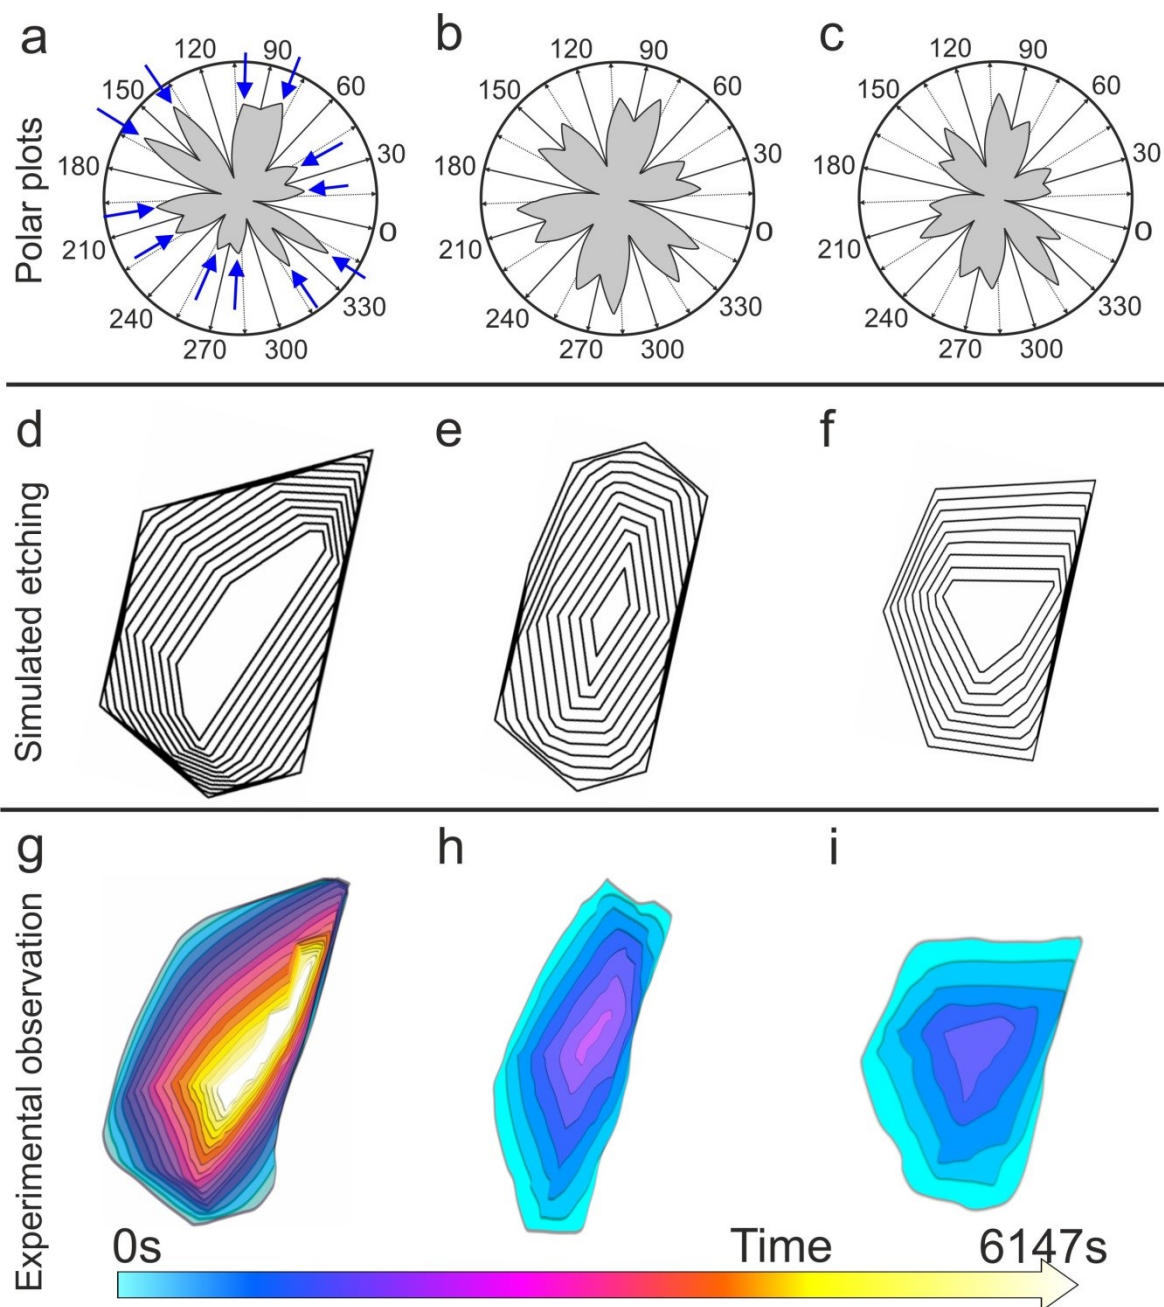 a
b
c
Polar plots
120 90 60 30 0 330 300 270 240 210 180 150
120 90 60 30 0 330 300 270 240 210 180 150
120 90 60 30 0 330 300 270 240 210 180 150
d
e
f
Simulated etching
g
h
i
Experimental observation
0s
Time
6147s